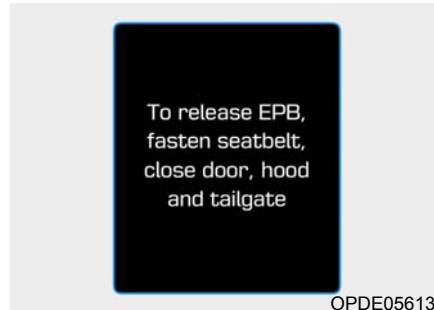 To release EPB,
fasten seatbelt,
close door, hood
and tailgate
OPDE05613